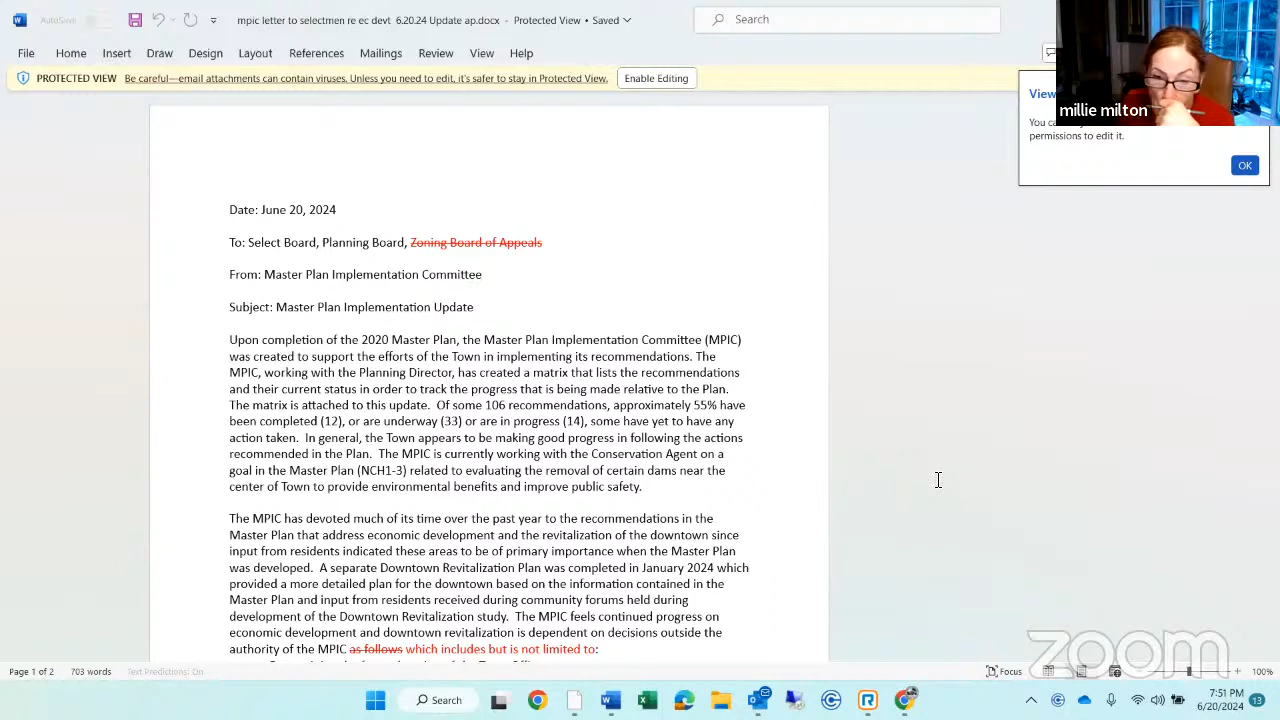 AutoSave
mpic letter to selectmen re ec devt 6.20.24 Update ap.docx - Protected View • Saved
Search
File Home Insert Draw Design Layout References Mailings Review View Help
PROTECTED VIEW Be careful—email attachments can contain viruses. Unless you need to edit, it's safer to stay in Protected View. Enable Editing
View
You
permissions to edit it.
OK
millie milton
Date: June 20, 2024
To: Select Board, Planning Board, Zoning Board of Appeals
From: Master Plan Implementation Committee
Subject: Master Plan Implementation Update
Upon completion of the 2020 Master Plan, the Master Plan Implementation Committee (MPIC)
was created to support the efforts of the Town in implementing its recommendations. The
MPIC, working with the Planning Director, has created a matrix that lists the recommendations
and their current status in order to track the progress that is being made relative to the Plan.
The matrix is attached to this update. Of some 106 recommendations, approximately 55% have
been completed (12), or are underway (33) or are in progress (14), some have yet to have any
action taken. In general, the Town appears to be making good progress in following the actions
recommended in the Plan. The MPIC is currently working with the Conservation Agent on a
goal in the Master Plan (NCH1-3) related to evaluating the removal of certain dams near the
center of Town to provide environmental benefits and improve public safety.
The MPIC has devoted much of its time over the past year to the recommendations in the
Master Plan that address economic development and the revitalization of the downtown since
input from residents indicated these areas to be of primary importance when the Master Plan
was developed. A separate Downtown Revitalization Plan was completed in January 2024 which
provided a more detailed plan for the downtown based on the information contained in the
Master Plan and input from residents received during community forums held during
development of the Downtown Revitalization study. The MPIC feels continued progress on
economic development and downtown revitalization is dependent on decisions outside the
authority of the MPIC as follows which includes but is not limited to:
zoom
Page 1 of 2 703 words Text Predictions: On Focus 100%
Search
7:51 PM
6/20/2024
13